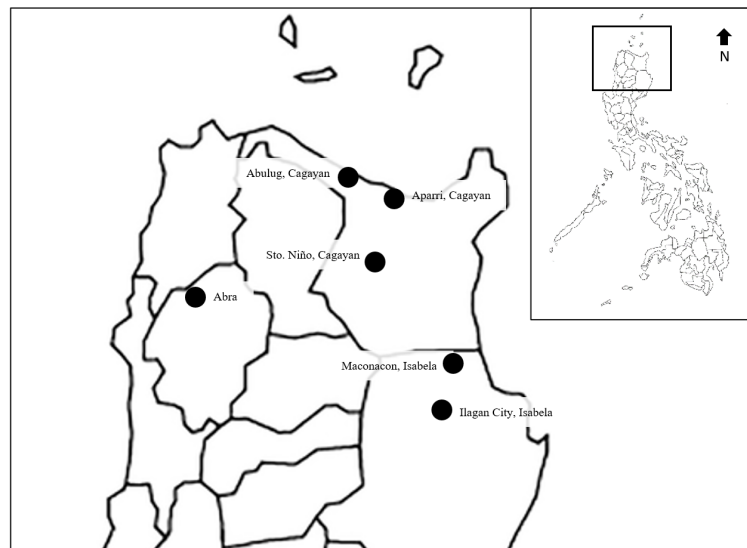 N
Abulug, Cagayan
Aparri, Cagayan
Sto. Niño, Cagayan
Abra
Maconacon, Isabela
Ilagan City, Isabela